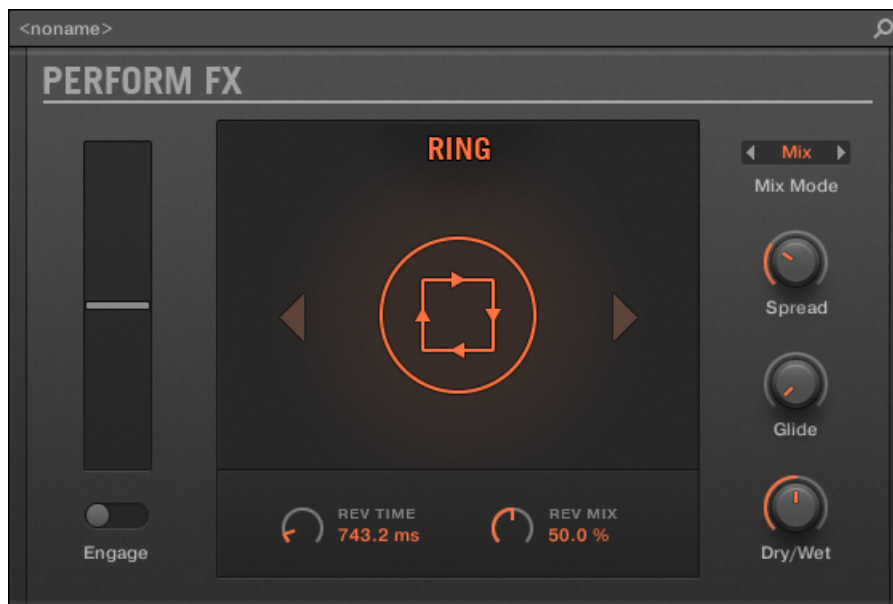 <noname>
PERFORM FX
RING
Mix
Mix Mode
Spread
Glide
REV TIME
743.2 ms
REV MIX
50.0 %
Engage
Dry/Wet